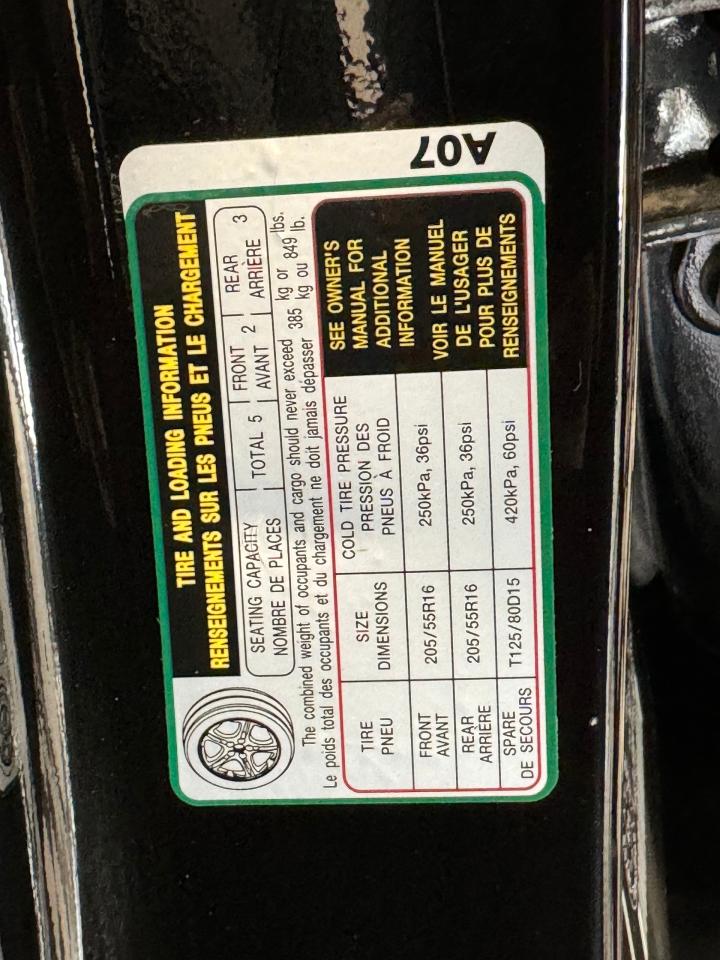 TIRE AND LOADING INFORMATION
RENSEIGNEMENTS SUR LES PNEUS ET LE CHARGEMENT
SEATING CAPACITY
NOMBRE DE PLACES
TOTAL 5
FRONT
AVANT
2
REAR
ARRIÈRE
3
The combined weight of occupants and cargo should never exceed 385 kg or lbs.
Le poids total des occupants et du chargement ne doit jamais dépasser kg ou 849 lb.
TIRE
PNEU
SIZE
DIMENSIONS
COLD TIRE PRESSURE
PRESSION DES
PNEUS À FROID
FRONT
AVANT
205/55R16
250kPa, 36psi
REAR
ARRIÈRE
205/55R16
250kPa, 36psi
SPARE
DE SECOURS
T125/80D15
420kPa, 60psi
SEE OWNER'S
MANUAL FOR
ADDITIONAL
INFORMATION
VOIR LE MANUEL
DE L'USAGER
POUR PLUS DE
RENSEIGNEMENTS
A07